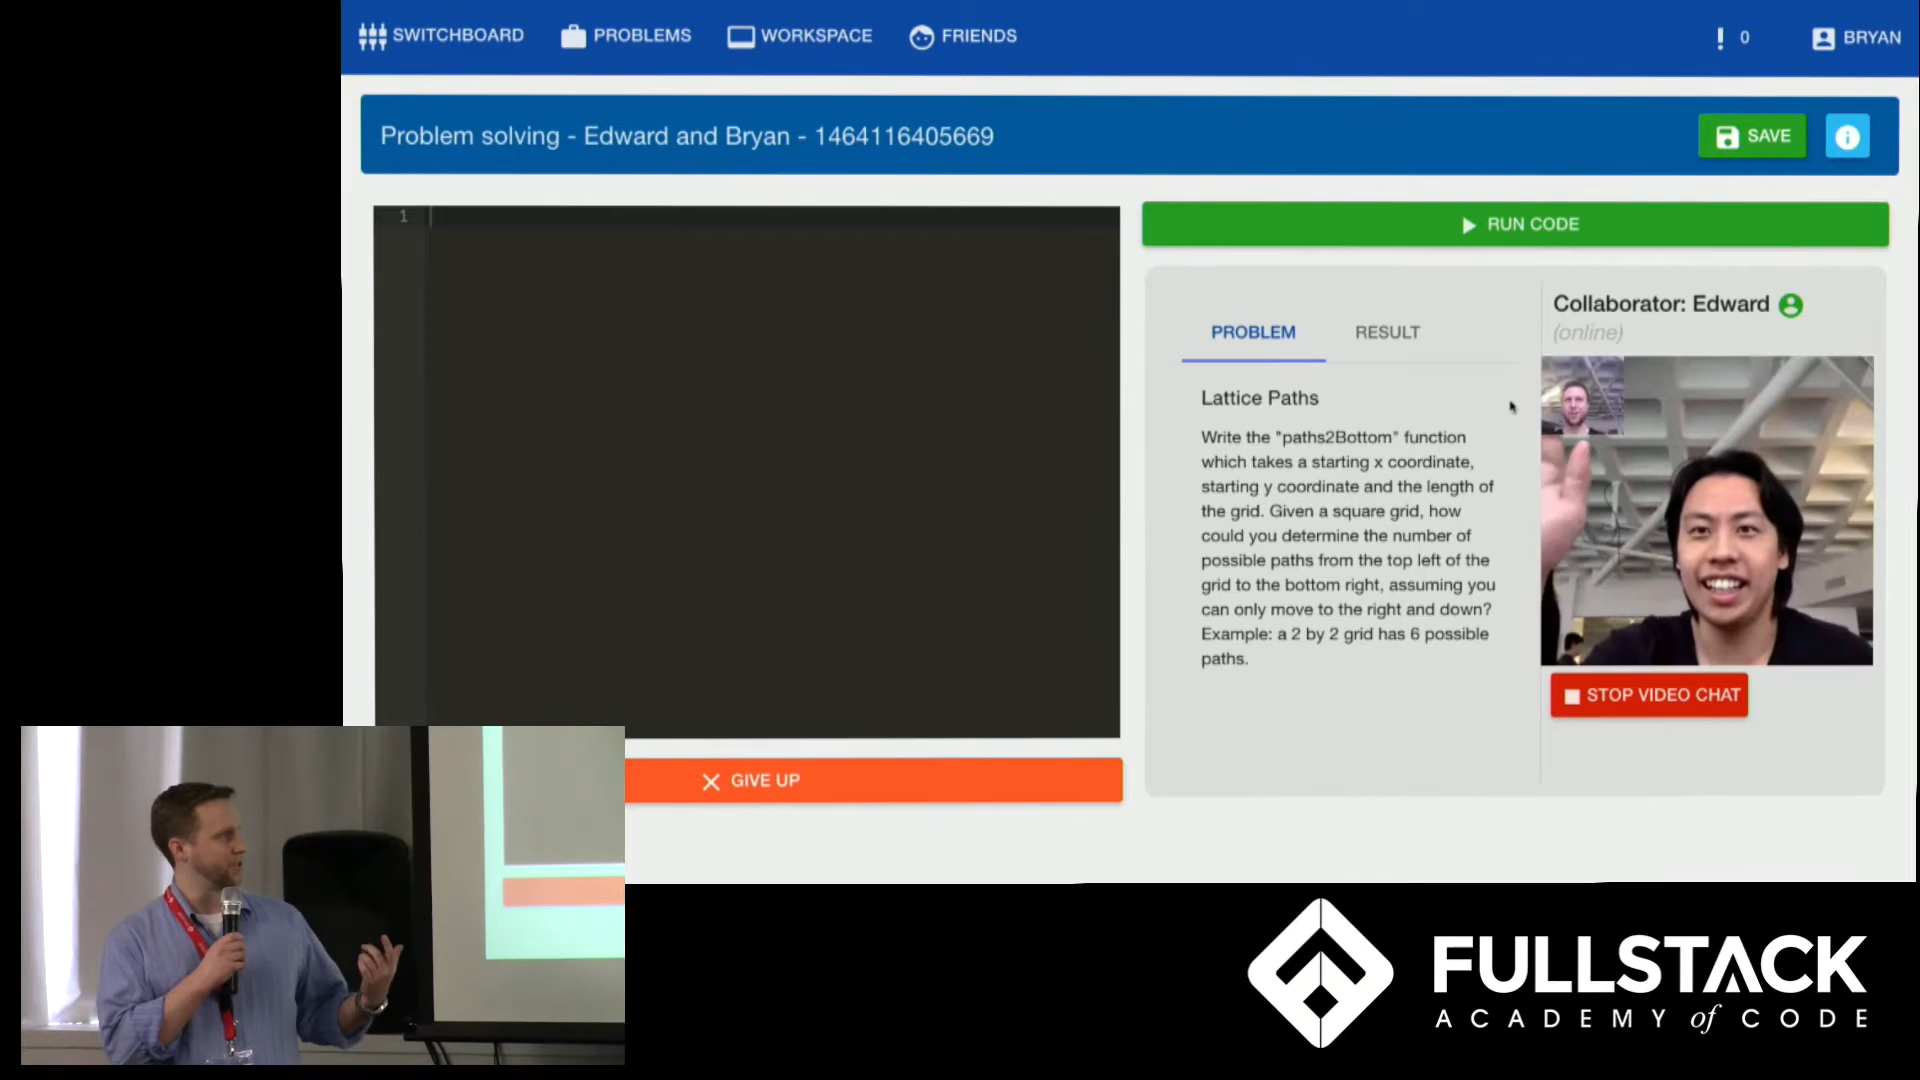 SWITCHBOARD PROBLEMS WORKSPACE FRIENDS 0 BRYAN
Problem solving - Edward and Bryan - 1464116405669
SAVE
1
RUN CODE
PROBLEM RESULT
Lattice Paths
Write the "paths2Bottom" function
which takes a starting x coordinate,
starting y coordinate and the length of
the grid. Given a square grid, how
could you determine the number of
possible paths from the top left of the
grid to the bottom right, assuming you
can only move to the right and down?
Example: a 2 by 2 grid has 6 possible
paths.
Collaborator: Edward
(online)
STOP VIDEO CHAT
GIVE UP
FULLSTACK
ACADEMY of CODE